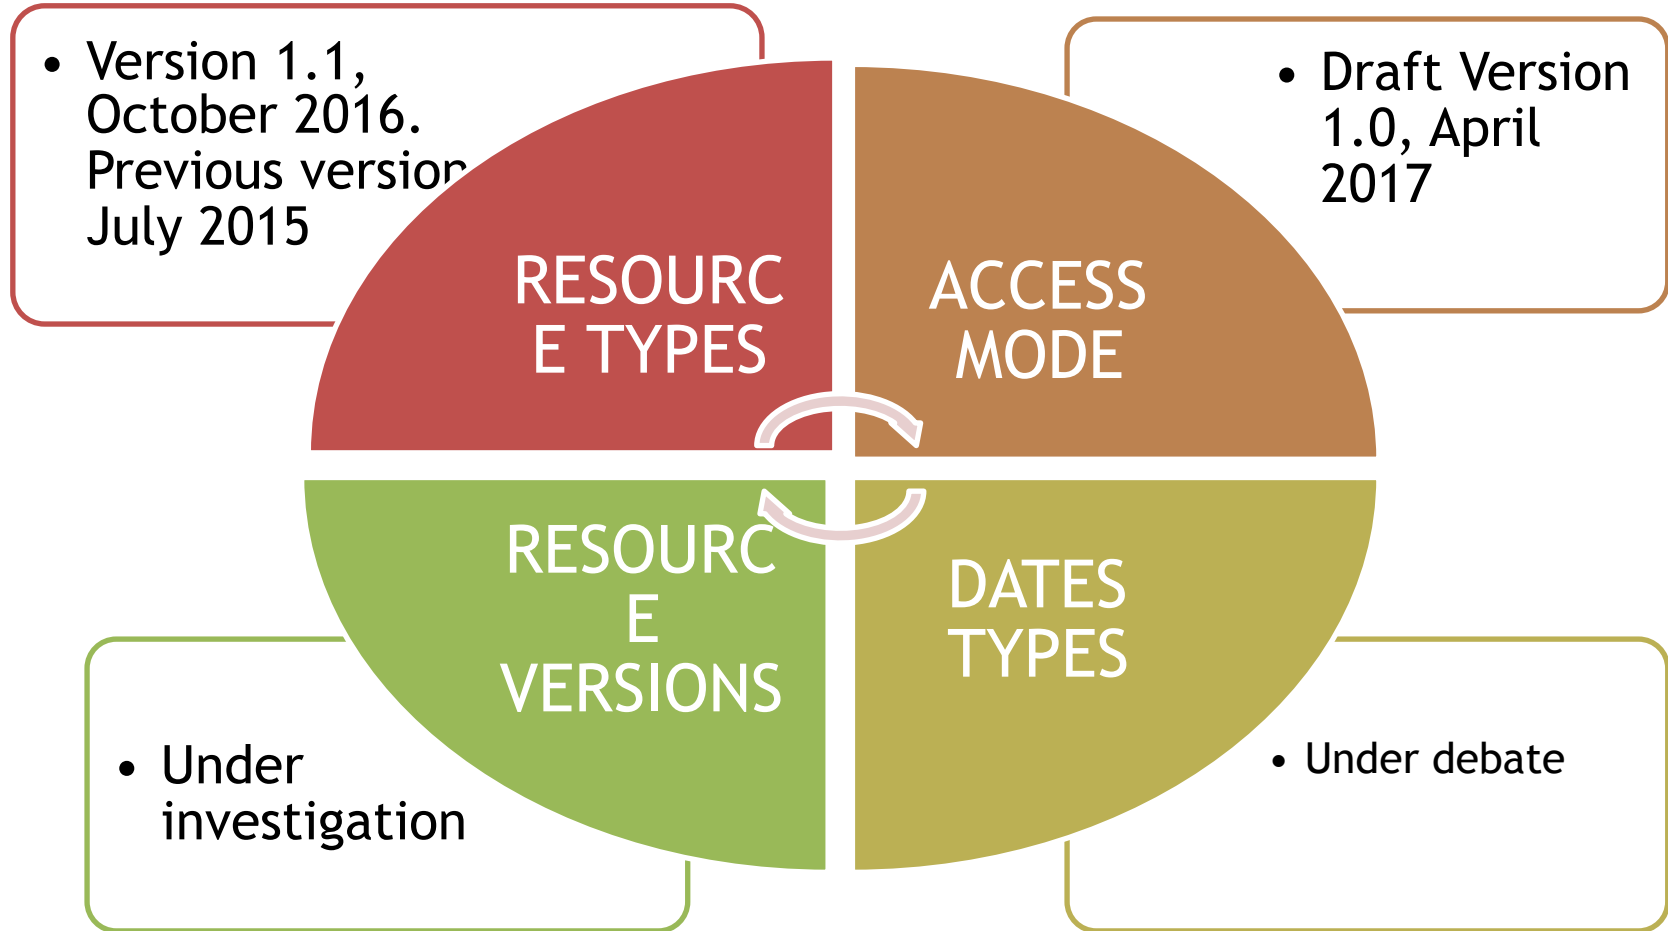 • Version 1.1,
October 2016.
Previous version
July 2015
RESOURC
E TYPES
ACCESS
MODE
• Draft Version
1.0, April
2017
RESOURC
E
VERSIONS
• Under
investigation
DATES
TYPES
• Under debate